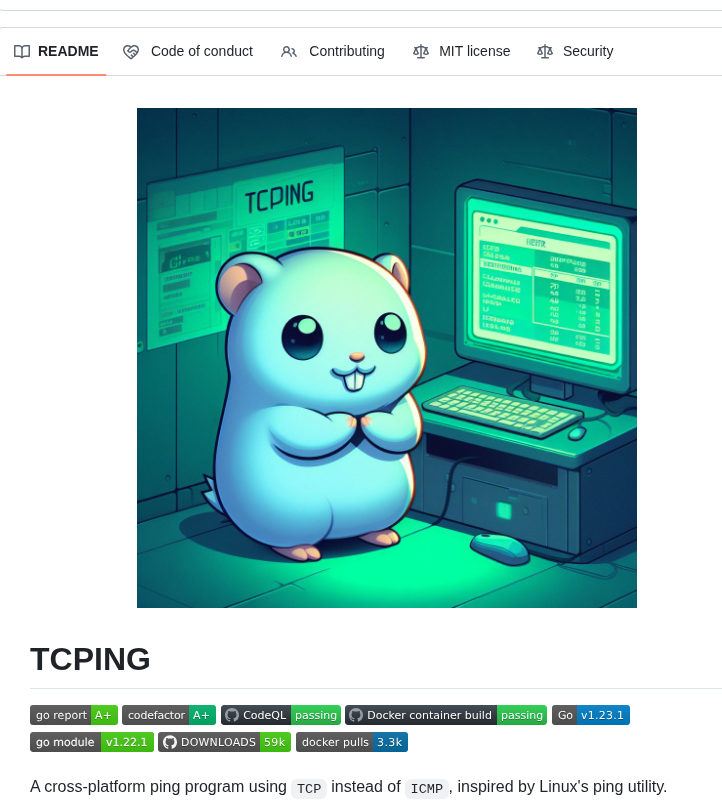 README Code of conduct Contributing MIT license Security
TCPING
TCPING
go report A+ codefactor A+ CodeQL passing Docker container build passing Go v1.23.1
go module v1.22.1 DOWNLOADS 59k docker pulls 3.3k
A cross-platform ping program using TCP instead of ICMP, inspired by Linux's ping utility.